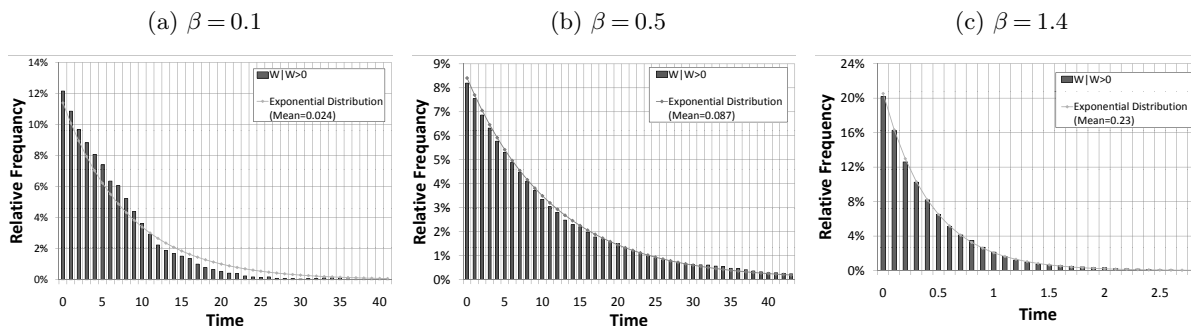 (a) β = 0.1
14%
12%
10%
8%
6%
4%
2%
0%
Relative Frequency
W|W>0
Exponential Distribution
(Mean=0.024)
0 5 10 15 20 25 30 35 40
Time
(b) β = 0.5
9%
8%
7%
6%
5%
4%
3%
2%
1%
0%
Relative Frequency
W|W>0
Exponential Distribution
(Mean=0.087)
0 5 10 15 20 25 30 35 40
Time
(c) β = 1.4
24%
20%
16%
12%
8%
4%
0%
Relative Frequancy
W|W>0
Exponential Distribution
(Mean=0.23)
0 0.5 1 1.5 2 2.5
Time